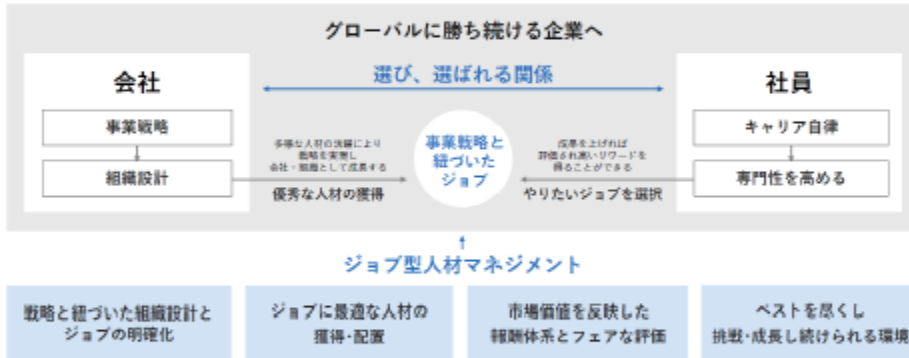 グローバルに勝ち続ける企業へ
会社
選び、選ばれる関係
社員
事業戦略
組織設計
多様な人材の活躍により
戦略を実施し
会社・組織として成長する
優秀な人材の獲得
事業戦略と
紐づいた
ジョブ
成果を上げれば
評価され高いリワードを
得ることができる
やりたいジョブを選択
キャリア自律
専門性を高める
ジョブ型人材マネジメント
戦略と紐づいた組織設計と
ジョブの明確化
ジョブに最適な人材の
獲得・配置
市場価値を反映した
報酬体系とフェアな評価
ベストを尽くし
挑戦・成長し続けられる環境